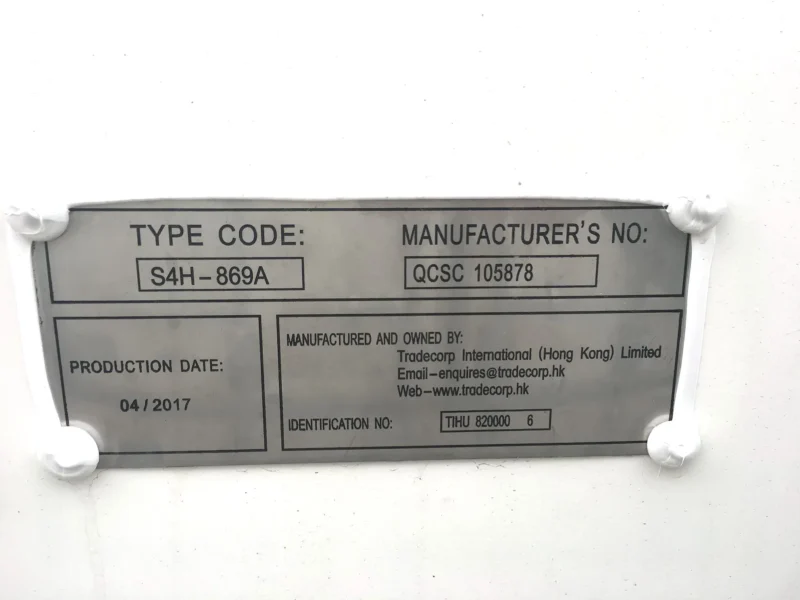 TYPE CODE:
MANUFACTURER'S NO:
S4H-869A
QCSC 105878
PRODUCTION DATE:
04/2017
MANUFACTURED AND OWNED BY:
Tradecorp International (Hong Kong) Limited
Email-enquires@tradecorp.hk
Web-www.tradecorp.hk
IDENTIFICATION NO:
TIHU 820000 6